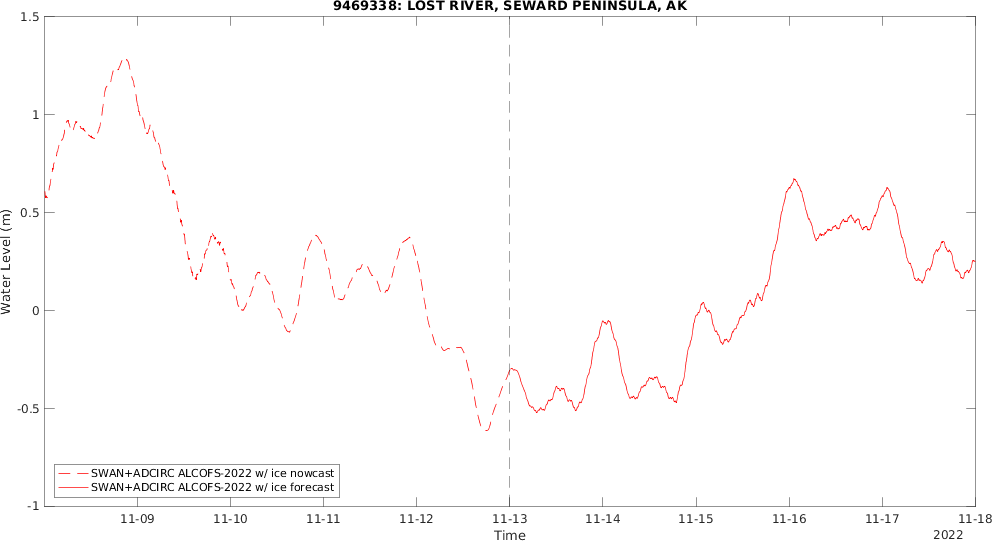 9469338: LOST RIVER, SEWARD PENINSULA, AK
1.5
1
0.5
0
-0.5
-1
Water Level (m)
SWAN+ADCIRC ALCOFS-2022 w/ ice nowcast
SWAN+ADCIRC ALCOFS-2022 w/ ice forecast
11-09 11-10 11-11 11-12 11-13 11-14 11-15 11-16 11-17 11-18
Time
2022